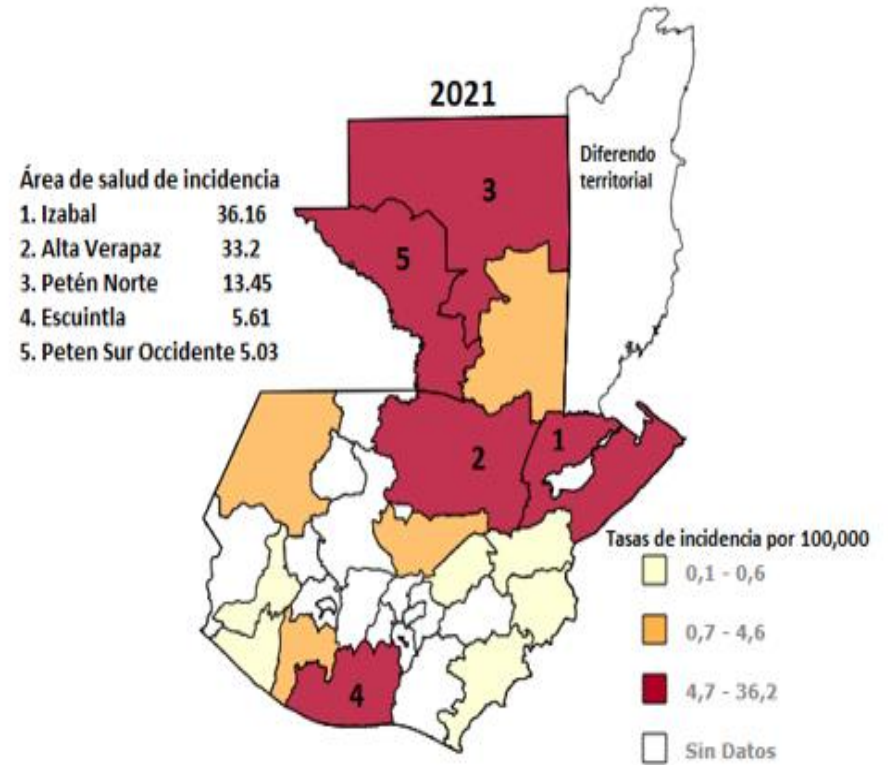 2021
Diferendo
territorial
Área de salud de incidencia
1. Izabal 36.16
2. Alta Verapaz 33.2
3. Petén Norte 13.45
4. Escuintla 5.61
5. Peten Sur Occidente 5.03
3
5
2
1
4
Tasas de incidencia por 100,000
0,1 - 0,6
0,7 - 4,6
4,7 - 36,2
Sin Datos